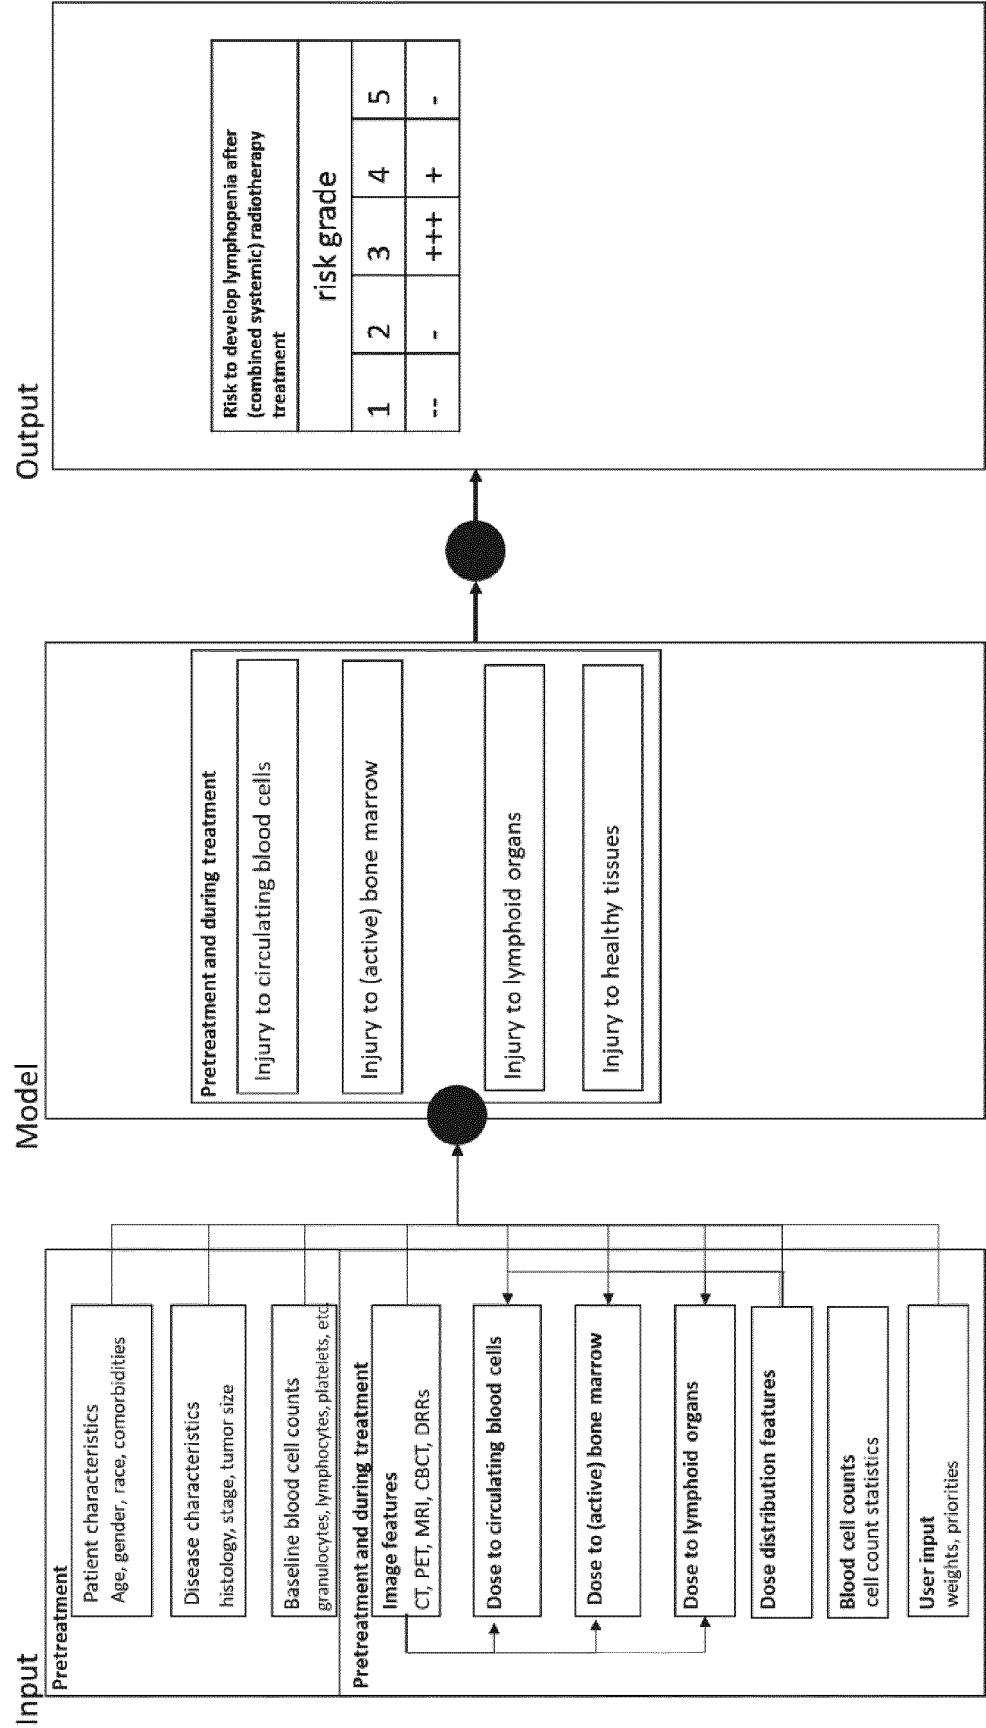 Input
Pretreatment
Patient characteristics
Age, gender, race, comorbidities
Disease characteristics
histology, stage, tumor size
Baseline blood cell counts
granulocytes, lymphocytes, platelets, etc.
Pretreatment and during treatment
Image features
CT, PET, MRI, CBCT, DRRs
Dose to circulating blood cells
Dose to (active) bone marrow
Dose to lymphoid organs
Dose distribution features
Blood cell counts
cell count statistics
User input
weights, priorities
Model
Pretreatment and during treatment
Injury to circulating blood cells
Injury to (active) bone marrow
Injury to lymphoid organs
Injury to healthy tissues
Output
Risk to develop lymphopenia after
(combined systemic) radiotherapy
treatment
risk grade
1 2 3 4 5
-- - +++ + -